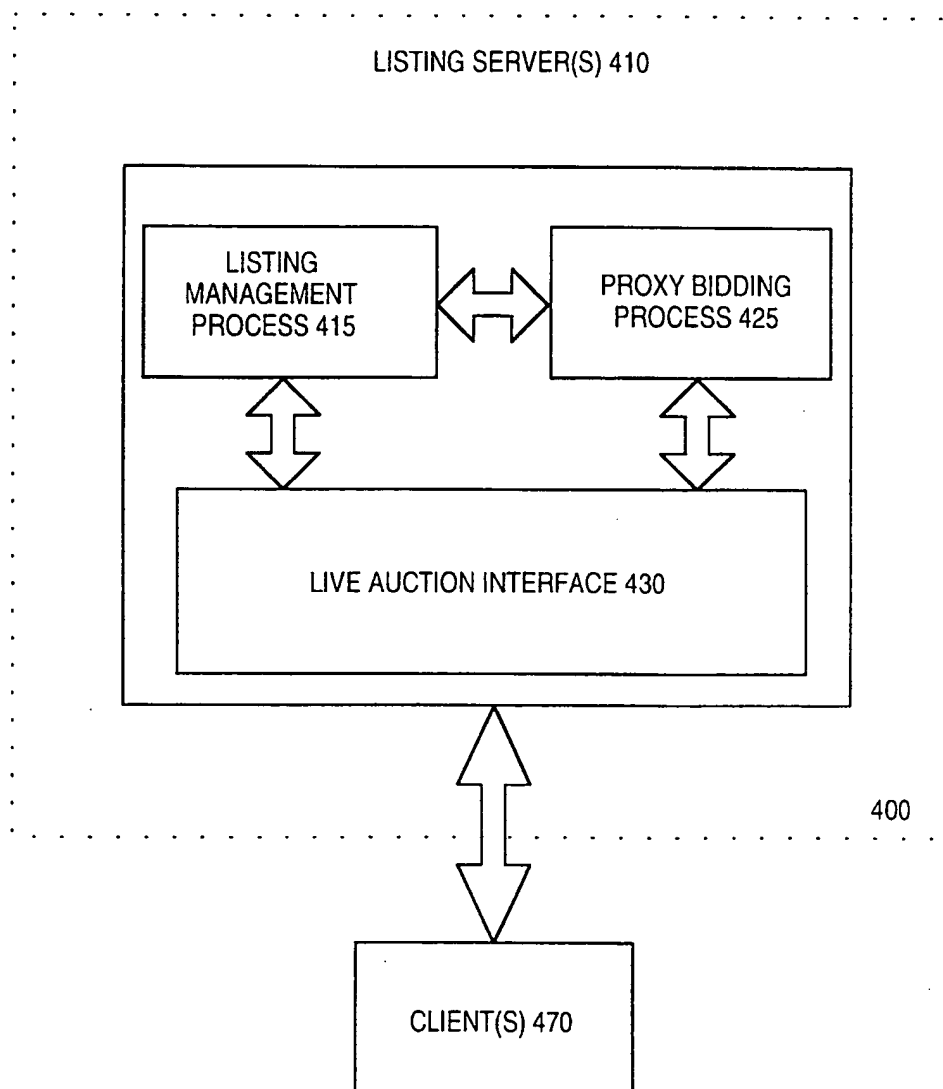 LISTING SERVER(S) 410
LISTING
MANAGEMENT
PROCESS 415
PROXY BIDDING
PROCESS 425
LIVE AUCTION INTERFACE 430
400
CLIENT(S) 470